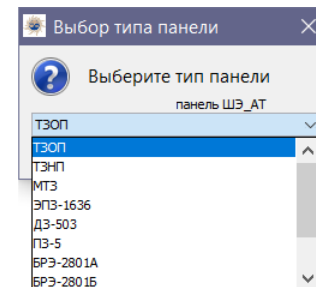 Выбор типа панели
Выберите тип панели
панель ШЭ_АТ
ТЗОП
ТЗОП
ТЗНП
МТЗ
ЭПЗ-1636
ДЗ-503
ПЗ-5
БРЭ-2801А
БРЭ-2801Б